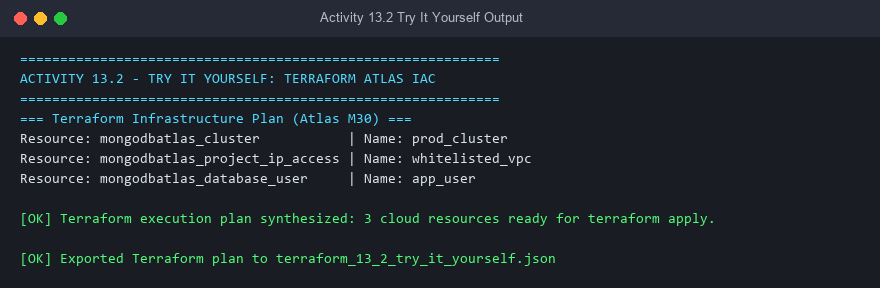 Activity 13.2 Try It Yourself Output
============================================================
ACTIVITY 13.2 - TRY IT YOURSELF: TERRAFORM ATLAS IAC
============================================================
=== Terraform Infrastructure Plan (Atlas M30) ===
Resource: mongodbatlas_cluster           | Name: prod_cluster
Resource: mongodbatlas_project_ip_access | Name: whitelisted_vpc
Resource: mongodbatlas_database_user     | Name: app_user
[OK] Terraform execution plan synthesized: 3 cloud resources ready for terraform apply.
[OK] Exported Terraform plan to terraform_13_2_try_it_yourself.json